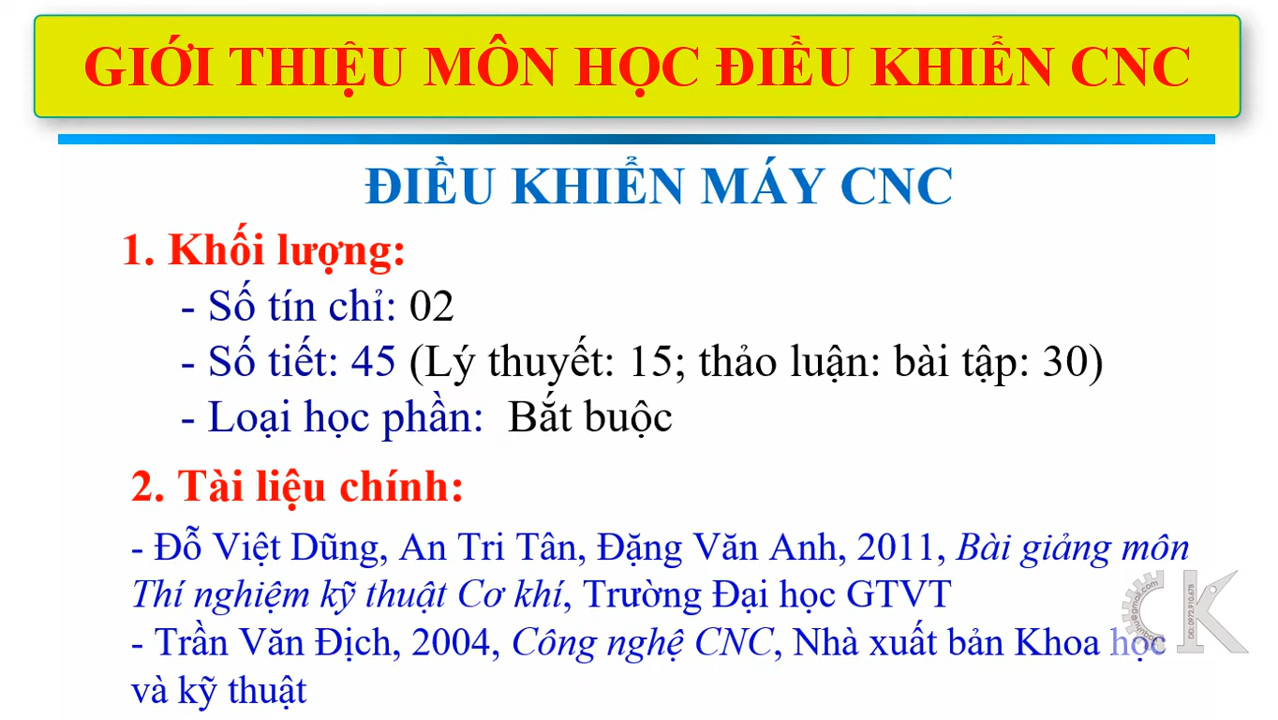 GIỚI THIỆU MÔN HỌC ĐIỀU KHIỂN CNC
ĐIỀU KHIỂN MÁY CNC
1. Khối lượng:
- Số tín chỉ: 02
- Số tiết: 45 (Lý thuyết: 15; thảo luận: bài tập: 30)
- Loại học phần: Bắt buộc
2. Tài liệu chính:
- Đỗ Việt Dũng, An Tri Tân, Đặng Văn Anh, 2011, Bài giảng môn
Thí nghiệm kỹ thuật Cơ khí, Trường Đại học GTVT
- Trần Văn Địch, 2004, Công nghệ CNC, Nhà xuất bản Khoa học
và kỹ thuật
CK